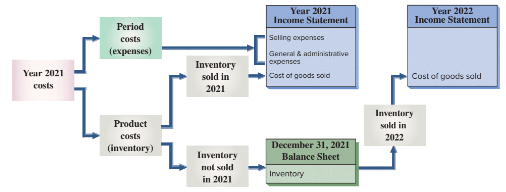 Year 2021
costs
Period
costs
(expenses)
Product
costs
(inventory)
Inventory
sold in
2021
Inventory
not sold
in 2021
Year 2021
Income Statement
Selling expenses
General & administrative
expenses
Cost of goods sold
December 31, 2021
Balance Sheet
Inventory
Inventory
sold in
2022
Year 2022
Income Statement
Cost of goods sold